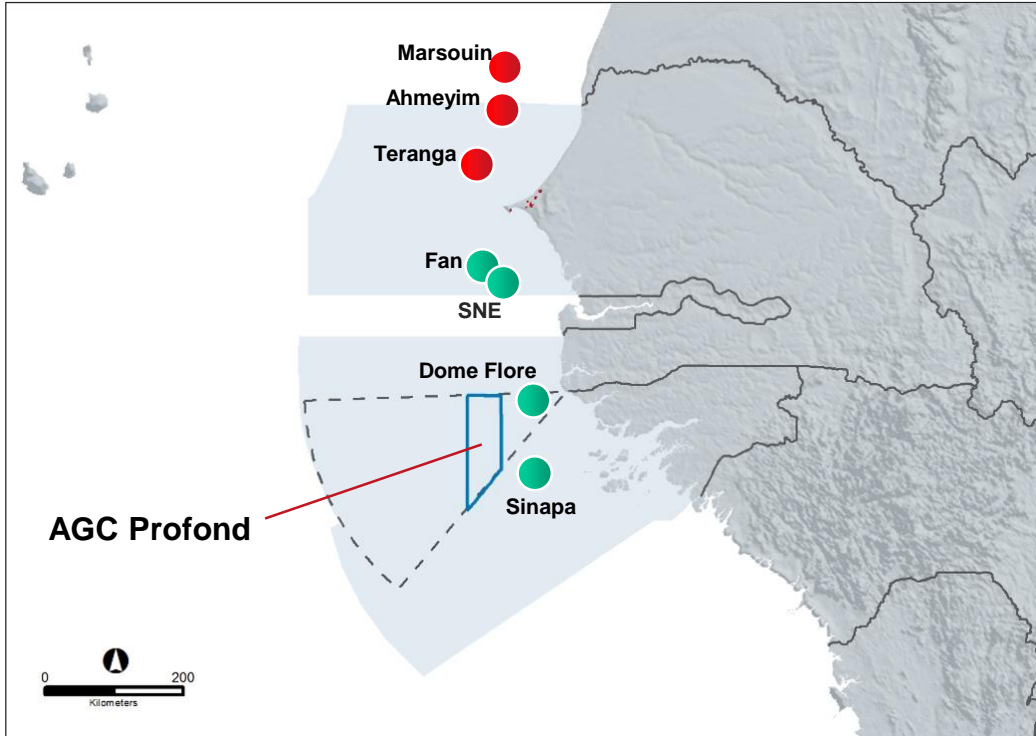 Marsouin
Ahmeyim
Teranga
Fan
SNE
Dome Flore
Sinapa
AGC Profond
0 200
Kilometers